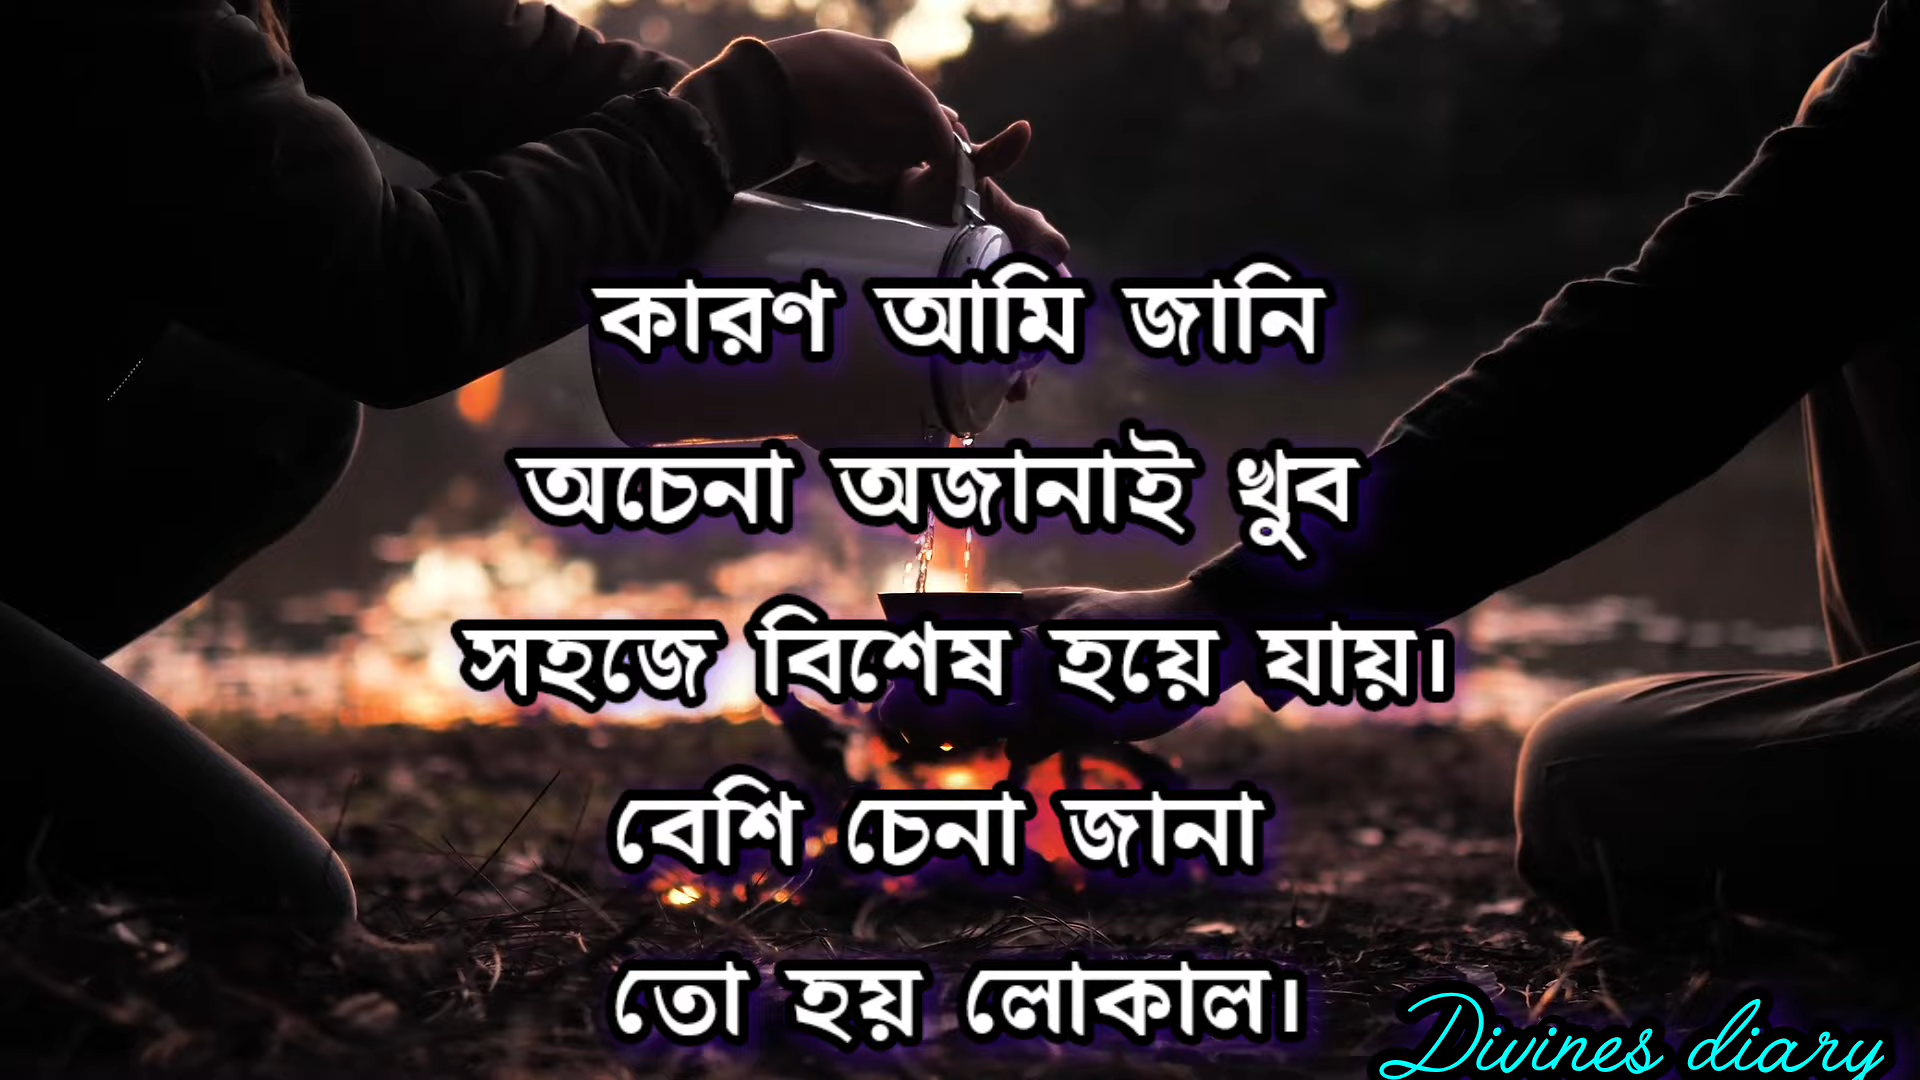 কারণ আমি জানি
অচেনা অজানাই খুব
সহজে বিশেষ হয়ে যায়।
বেশি চেনা জানা
তো হয় লোকাল।
Divines diary